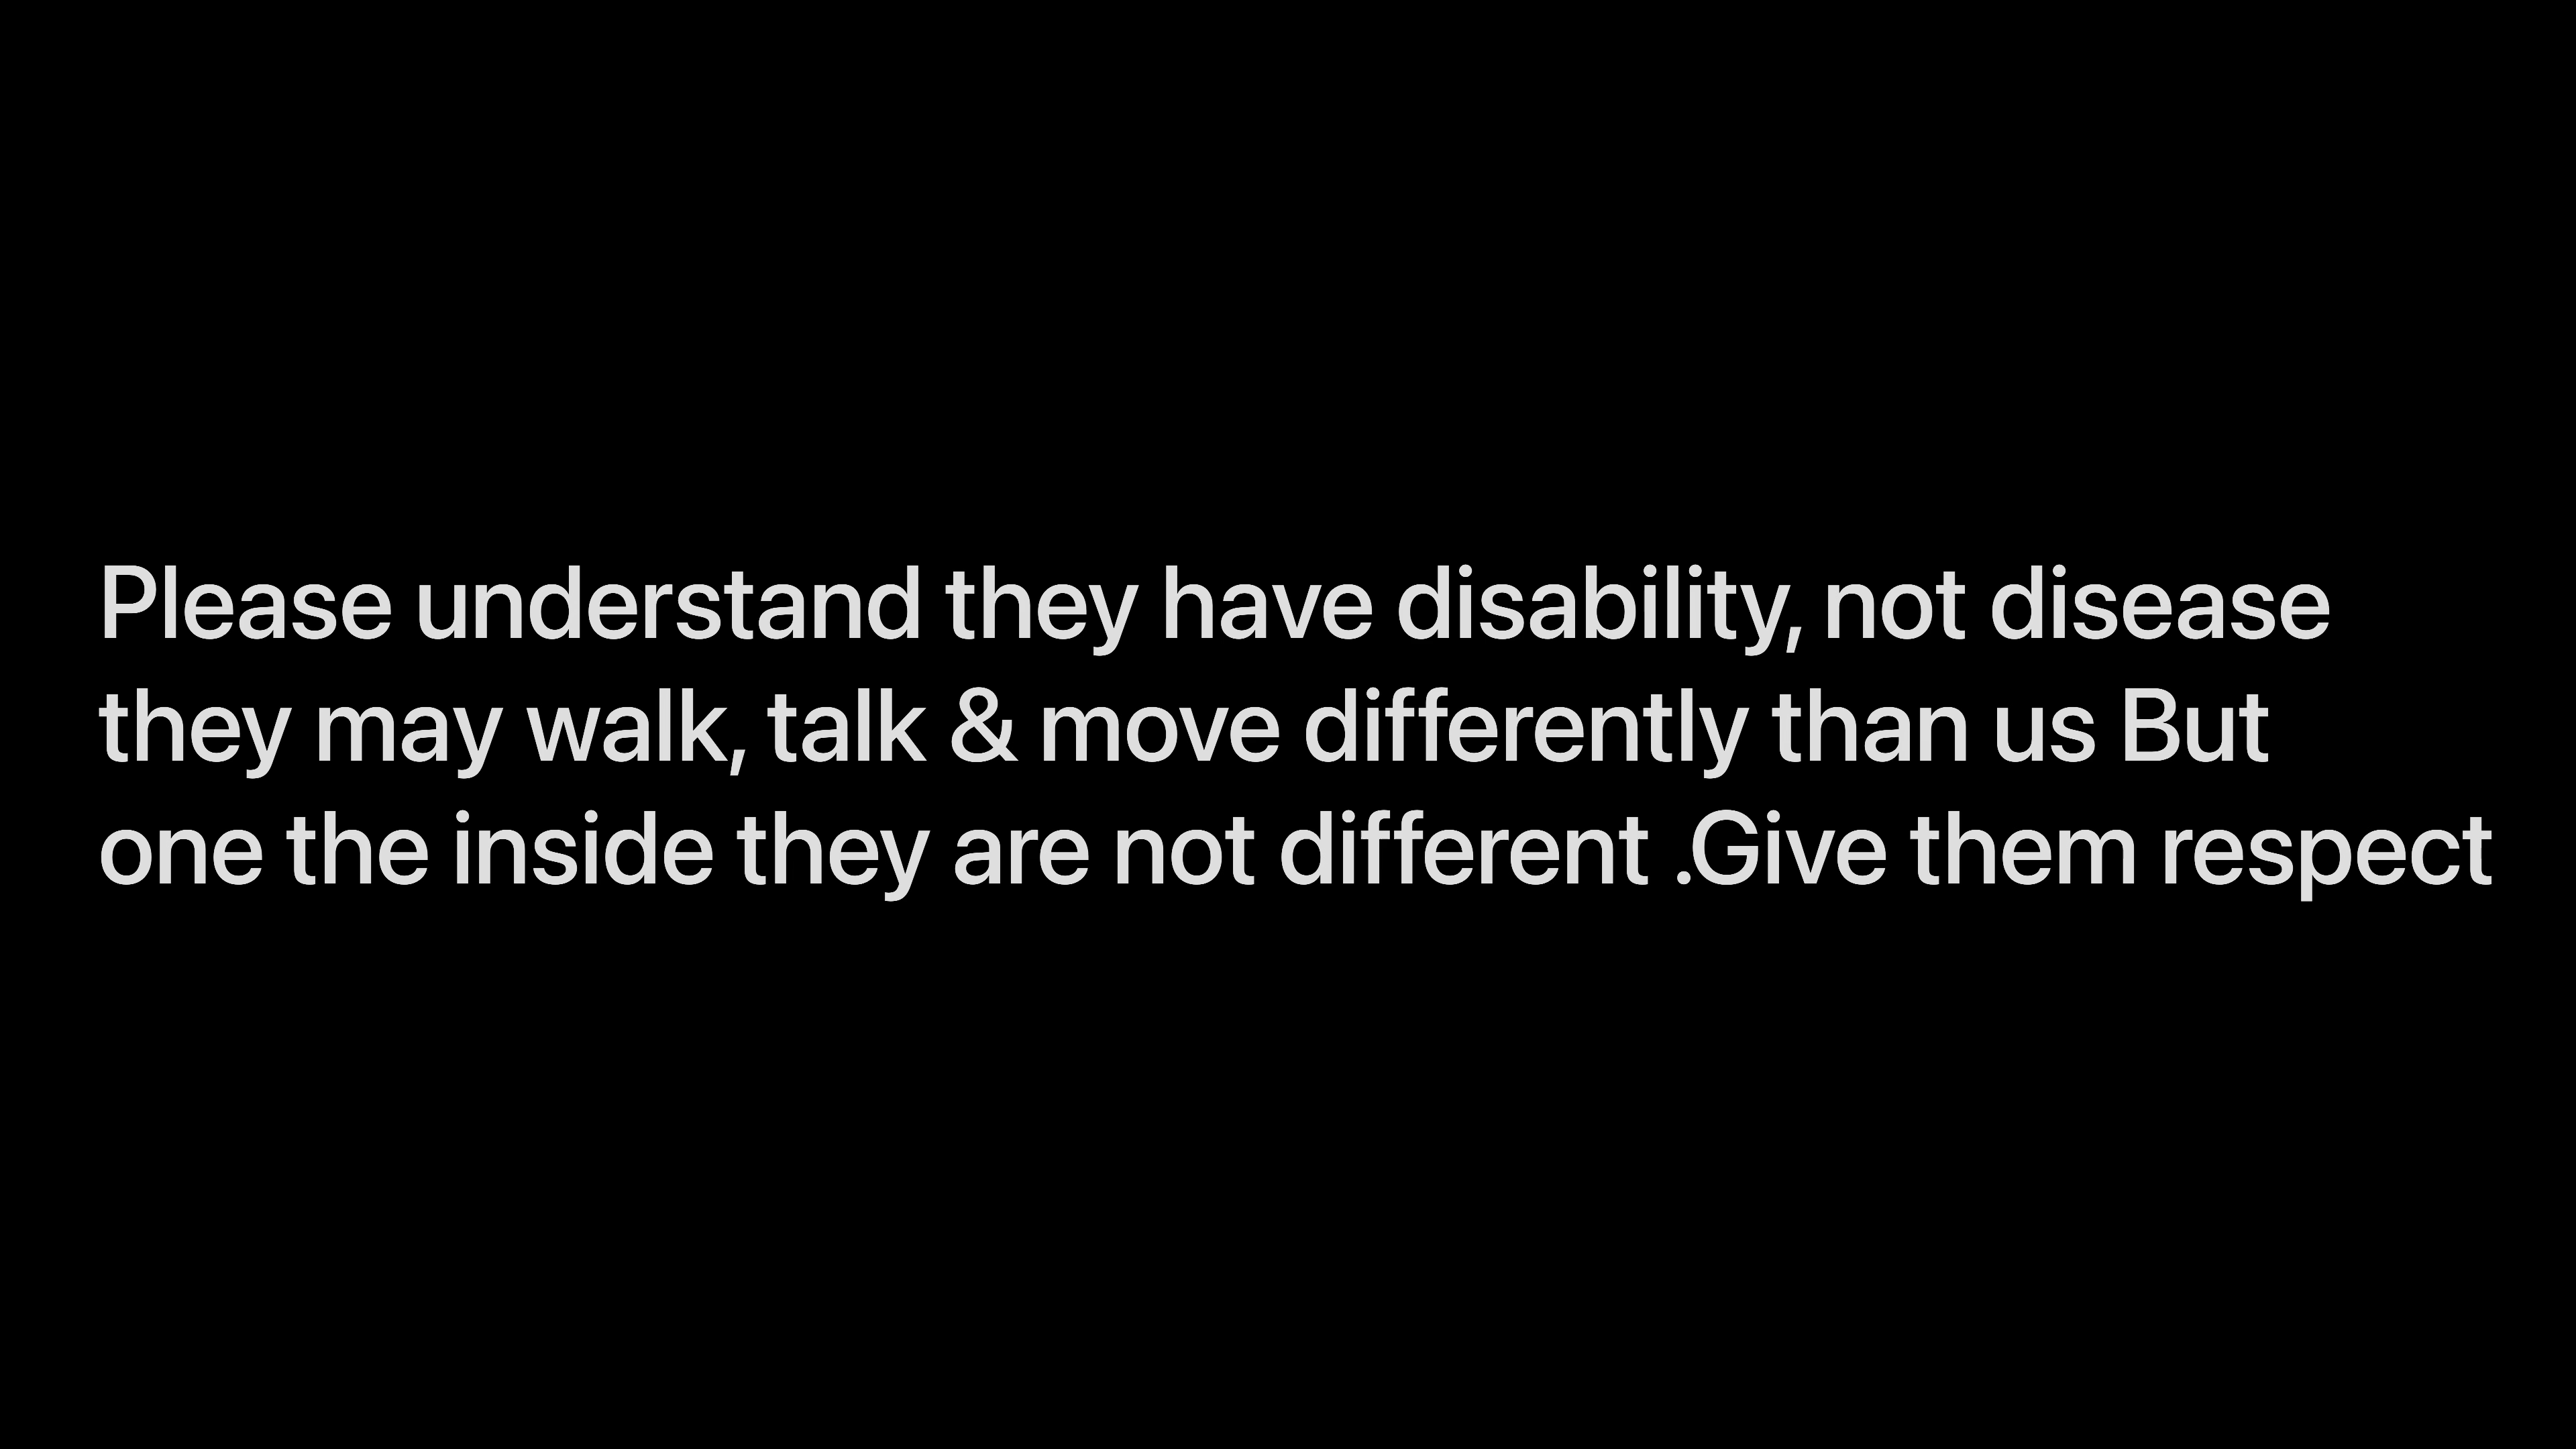 Please understand they have disability, not disease
they may walk, talk & move differently than us But
one the inside they are not different .Give them respect